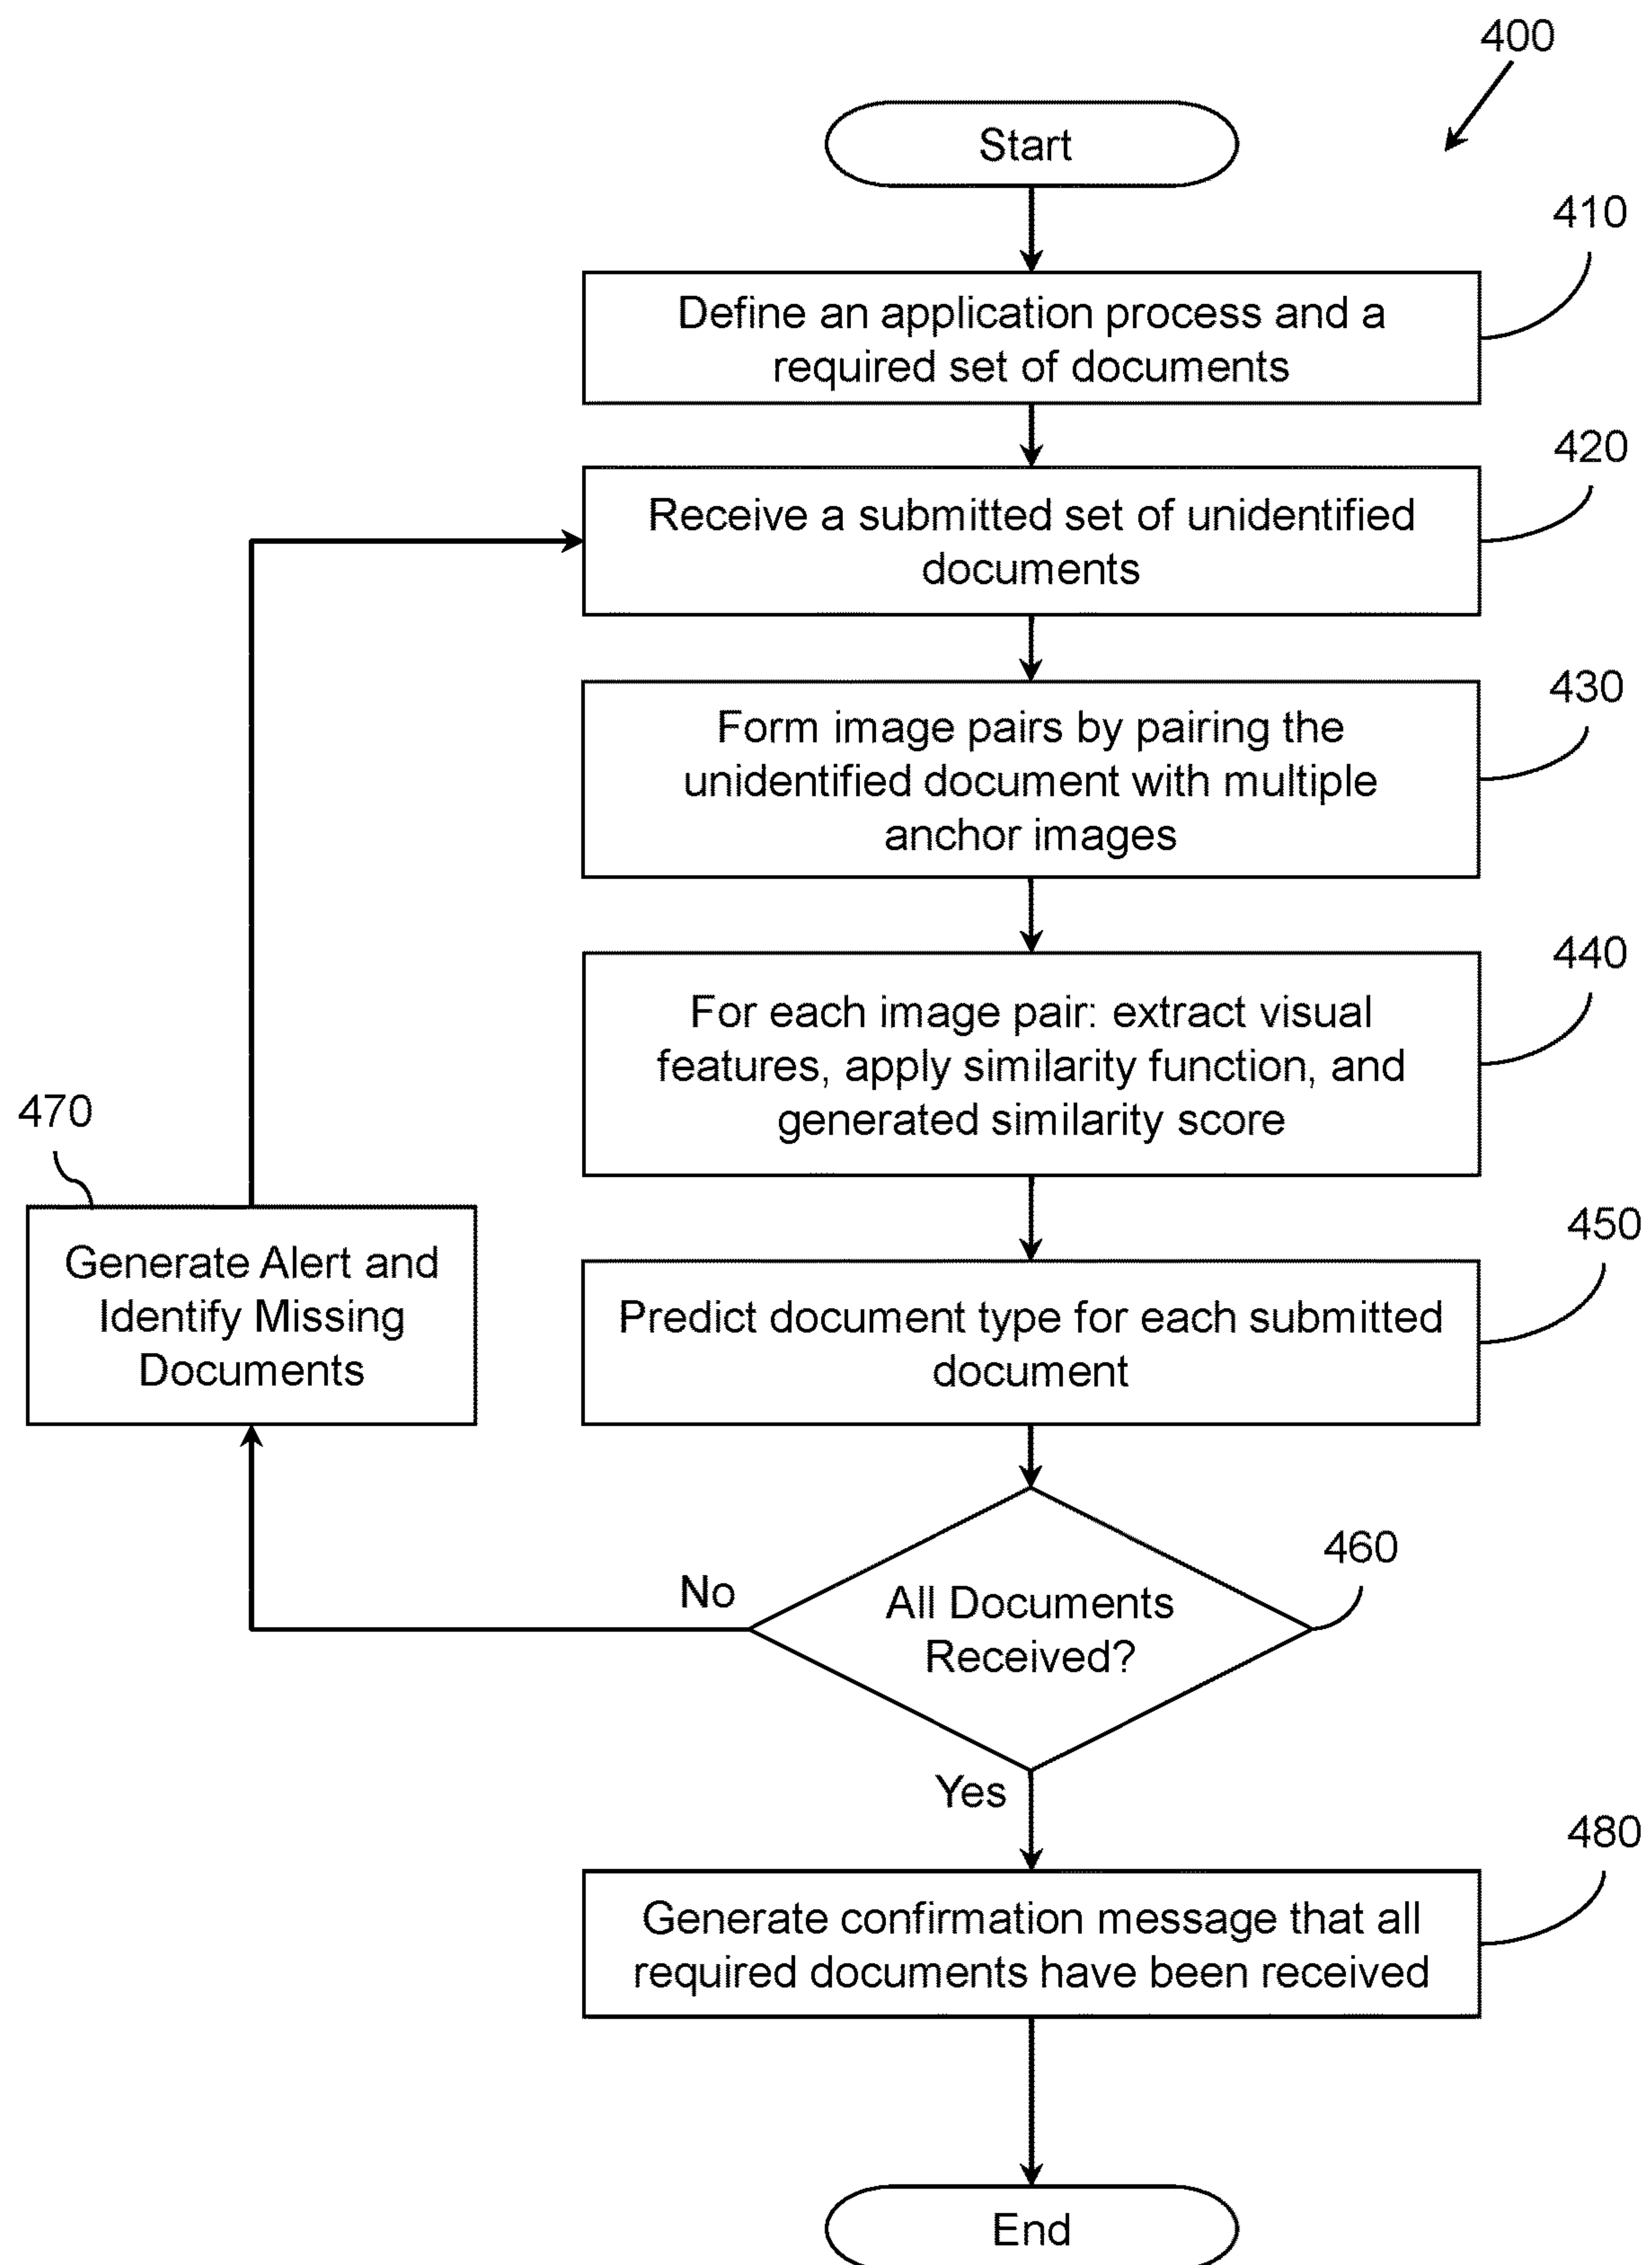 400
Start
410
Define an application process and a
required set of documents
420
Receive a submitted set of unidentified
documents
430
Form image pairs by pairing the
unidentified document with multiple
anchor images
440
For each image pair: extract visual
features, apply similarity function, and
generated similarity score
450
Predict document type for each submitted
document
460
All Documents
Received?
No
470
Generate Alert and
Identify Missing
Documents
Yes
480
Generate confirmation message that all
required documents have been received
End